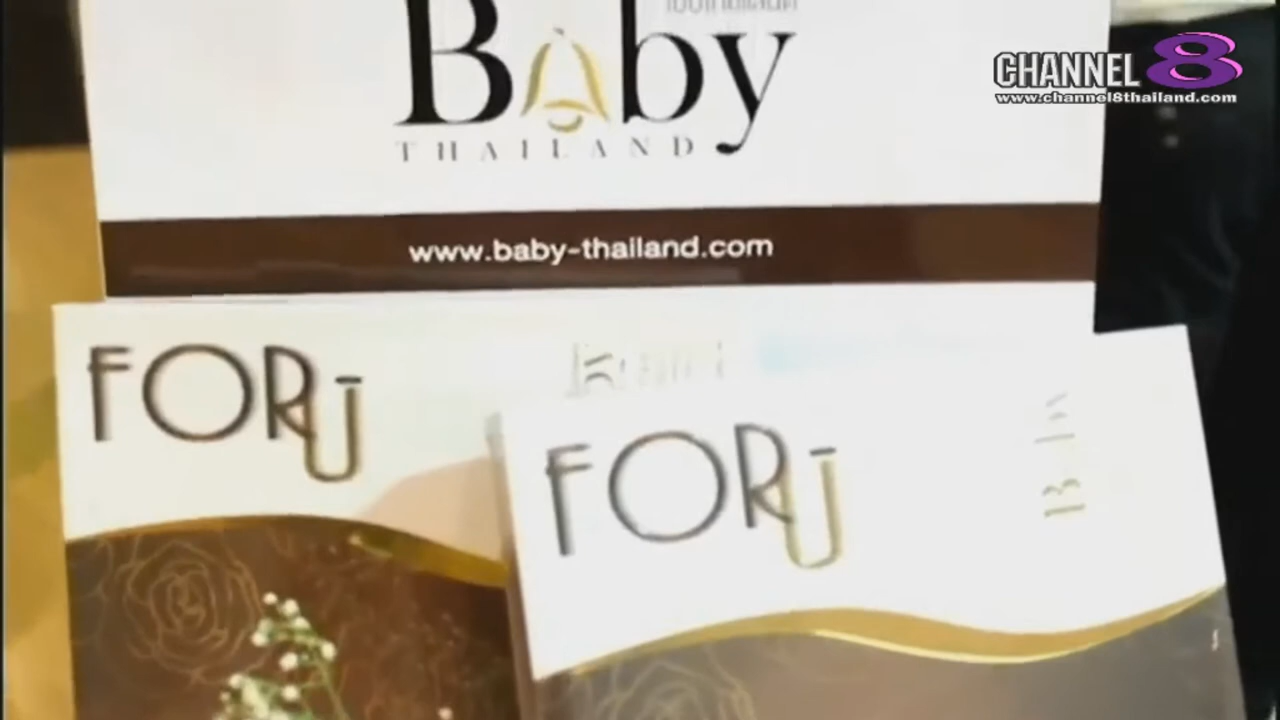 Baby
THAILAND
CHANNEL 8
www.channel8thailand.com
www.baby-thailand.com
FORU
FORU